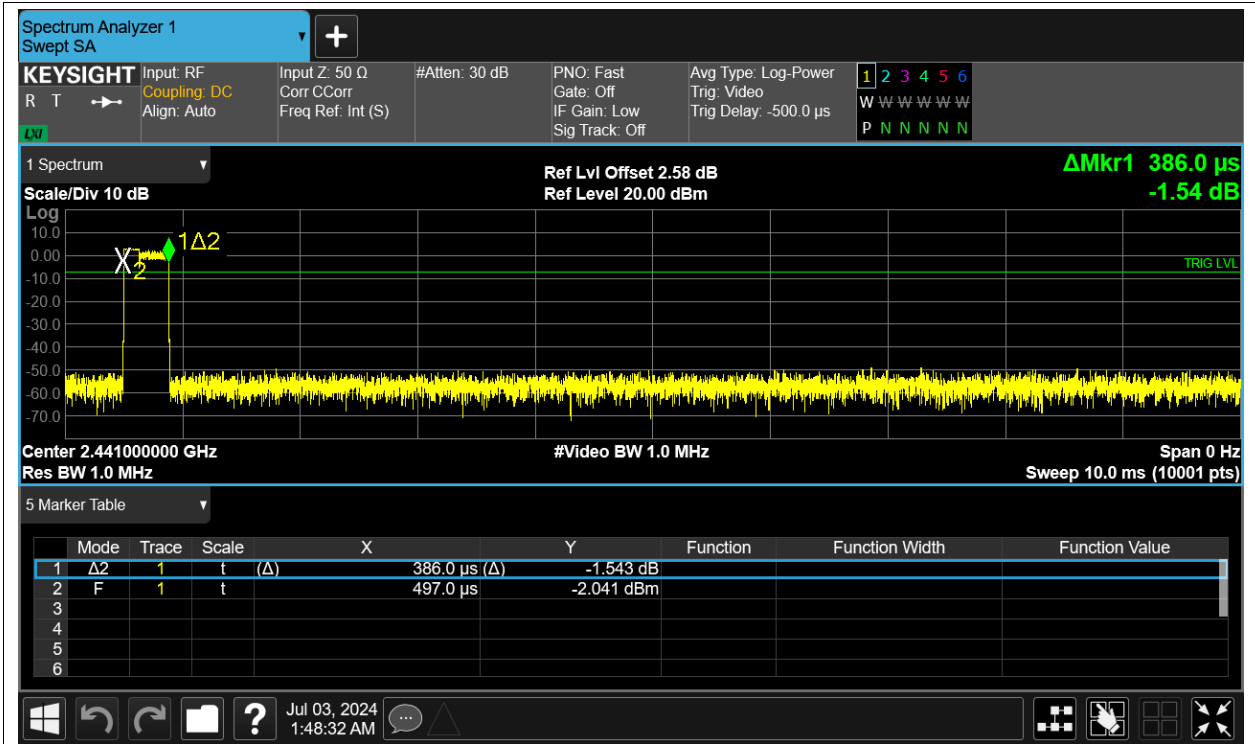 Spectrum Analyzer 1
Swept SA
KEYSIGHT
R T
LXI
Input: RF
Coupling: DC
Align: Auto
Input Z: 50 Ω
Corr CCorr
Freq Ref: Int (S)
#Atten: 30 dB
PNO: Fast
Gate: Off
IF Gain: Low
Sig Track: Off
Avg Type: Log-Power
Trig: Video
Trig Delay: -500.0 µs
1 2 3 4 5 6
W W W W W W
P N N N N N
1 Spectrum
Scale/Div 10 dB
Ref Lvl Offset 2.58 dB
Ref Level 20.00 dBm
ΔMkr1 386.0 µs
-1.54 dB
Log
10.0
0.00
-10.0
-20.0
-30.0
-40.0
-50.0
-60.0
-70.0
X
2
1Δ2
TRIG LVL
Center 2.441000000 GHz
#Video BW 1.0 MHz
Span 0 Hz
Res BW 1.0 MHz
Sweep 10.0 ms (10001 pts)
5 Marker Table
Mode Trace Scale X Y Function Function Width Function Value
1 Δ2 1 t (Δ) 386.0 µs (Δ) -1.543 dB
2 F 1 t 497.0 µs -2.041 dBm
3
4
5
6
?
Jul 03, 2024
1:48:32 AM